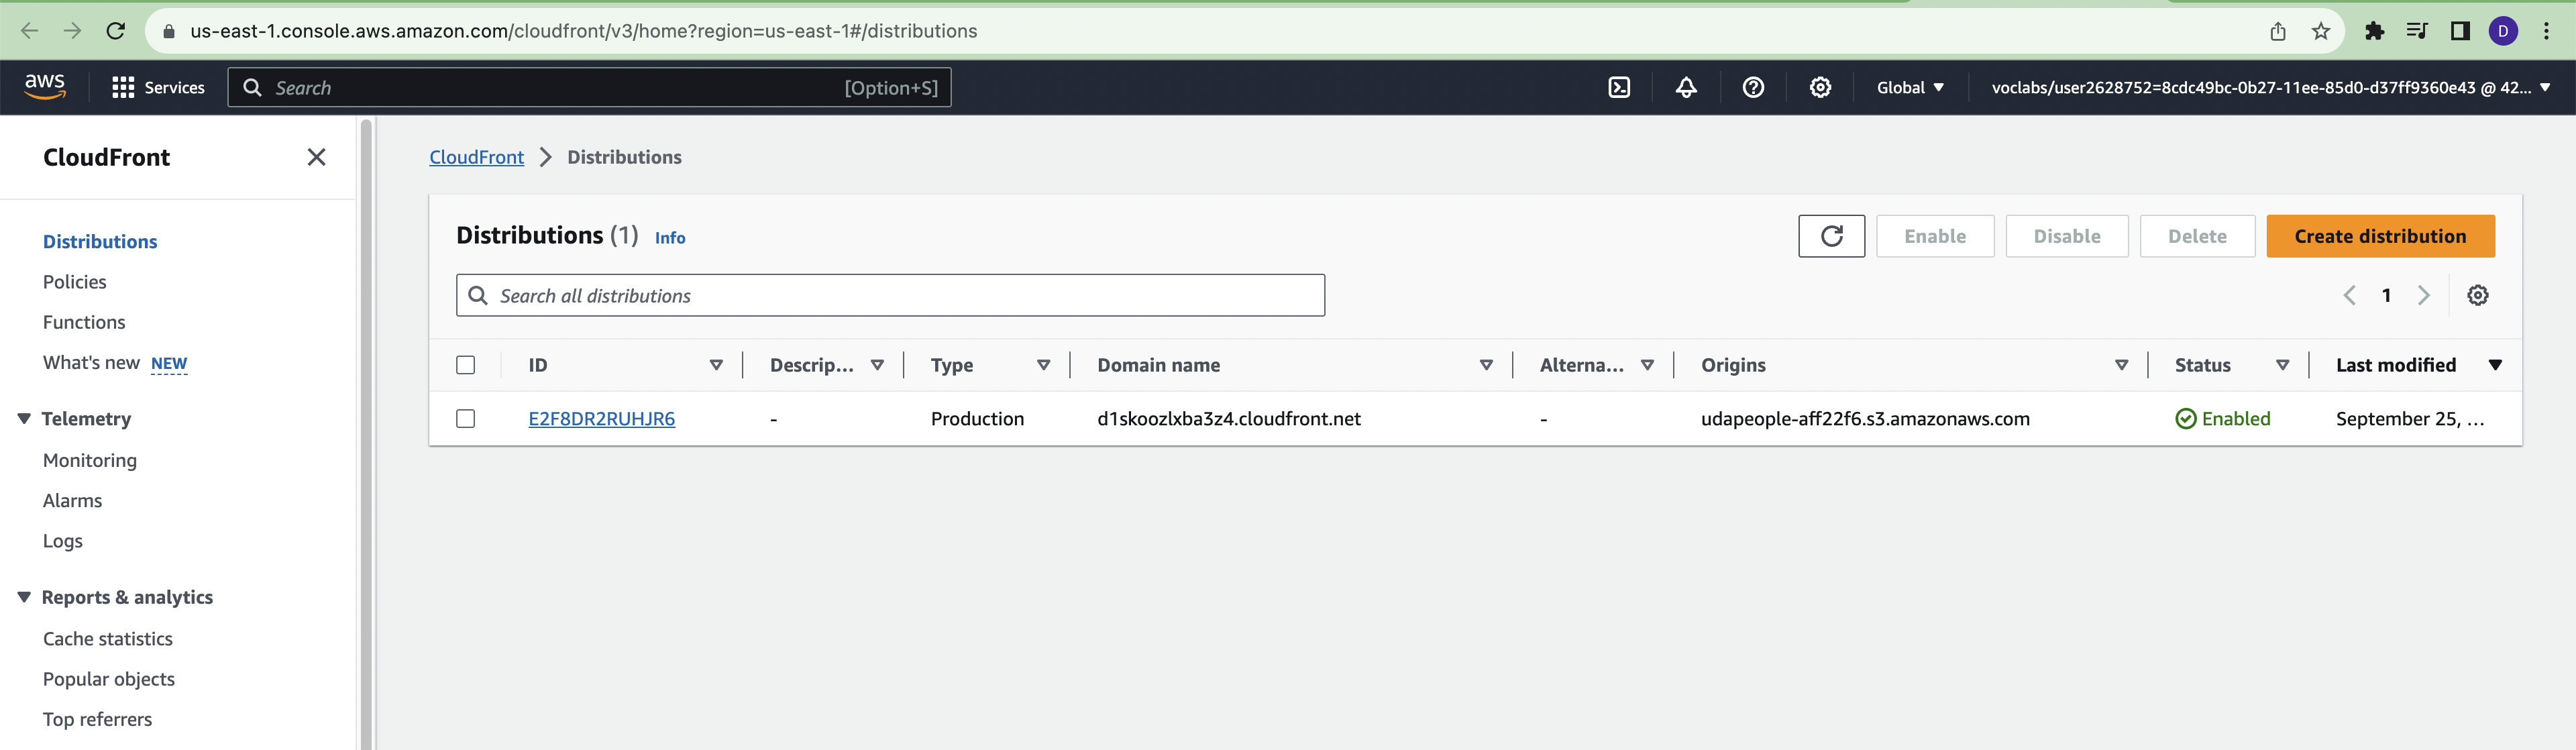 us-east-1.console.aws.amazon.com/cloudfront/v3/home?region=us-east-1#/distributions
D
aws
Services
Search
[Option+S]
Global
voclabs/user2628752=8cdc49bc-0b27-11ee-85d0-d37ff9360e43 @ 42...
CloudFront
Distributions
Policies
Functions
What's new NEW
Telemetry
Monitoring
Alarms
Logs
Reports & analytics
Cache statistics
Popular objects
Top referrers
CloudFront Distributions
Distributions (1) Info
Enable Disable Delete Create distribution
Search all distributions
1
ID Descrip... Type Domain name Alterna... Origins Status Last modified
E2F8DR2RUHJR6 - Production d1skoozlxba3z4.cloudfront.net - udapeople-aff22f6.s3.amazonaws.com Enabled September 25, ...